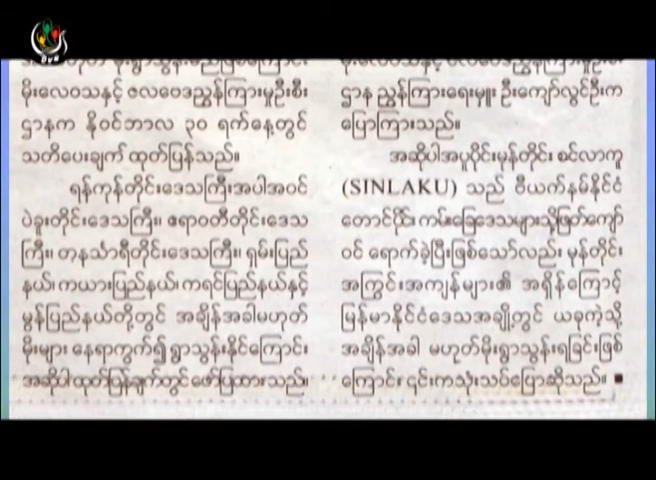 DVB
မိုးလေဝသနှင့် ဇလဗေဒညွှန်ကြားမှုဦးစီး
ဌာနက နိုဝင်ဘာလ ၃၀ ရက်နေ့တွင်
သတိပေးချက် ထုတ်ပြန်သည်။
ရန်ကုန်တိုင်းဒေသကြီးအပါအဝင်
ပဲခူးတိုင်းဒေသကြီး၊ ဧရာဝတီတိုင်းဒေသ
ကြီး၊ တနင်္သာရီတိုင်းဒေသကြီး၊ ရှမ်းပြည်
နယ်၊ ကယားပြည်နယ်၊ ကရင်ပြည်နယ်နှင့်
မွန်ပြည်နယ်တို့တွင် အချိန်အခါမဟုတ်
မိုးများ နေရာကွက်၍ ရွာသွန်းနိုင်ကြောင်း
အဆိုပါ ထုတ်ပြန်ချက်တွင် ဖော်ပြထားသည်။
ဌာန ညွှန်ကြားရေးမှူး ဦးကျော်လွင်ဦးက
ပြောကြားသည်။
အဆိုပါအပူပိုင်းမုန်တိုင်း စင်လာကူ
(SINLAKU) သည် ဗီယက်နမ်နိုင်ငံ
တောင်ပိုင်း ကမ်းခြေဒေသများသို့ဖြတ်ကျော်
ဝင် ရောက်ခဲ့ပြီးဖြစ်သော်လည်း မုန်တိုင်း
အကြွင်းအကျန်များ၏ အရှိန်ကြောင့်
မြန်မာနိုင်ငံဒေသအချို့တွင် ယခုကဲ့သို့
အချိန်အခါ မဟုတ်မိုးရွာသွန်းရခြင်းဖြစ်
ကြောင်း ၎င်းကသုံးသပ်ပြောဆိုသည်။ ■